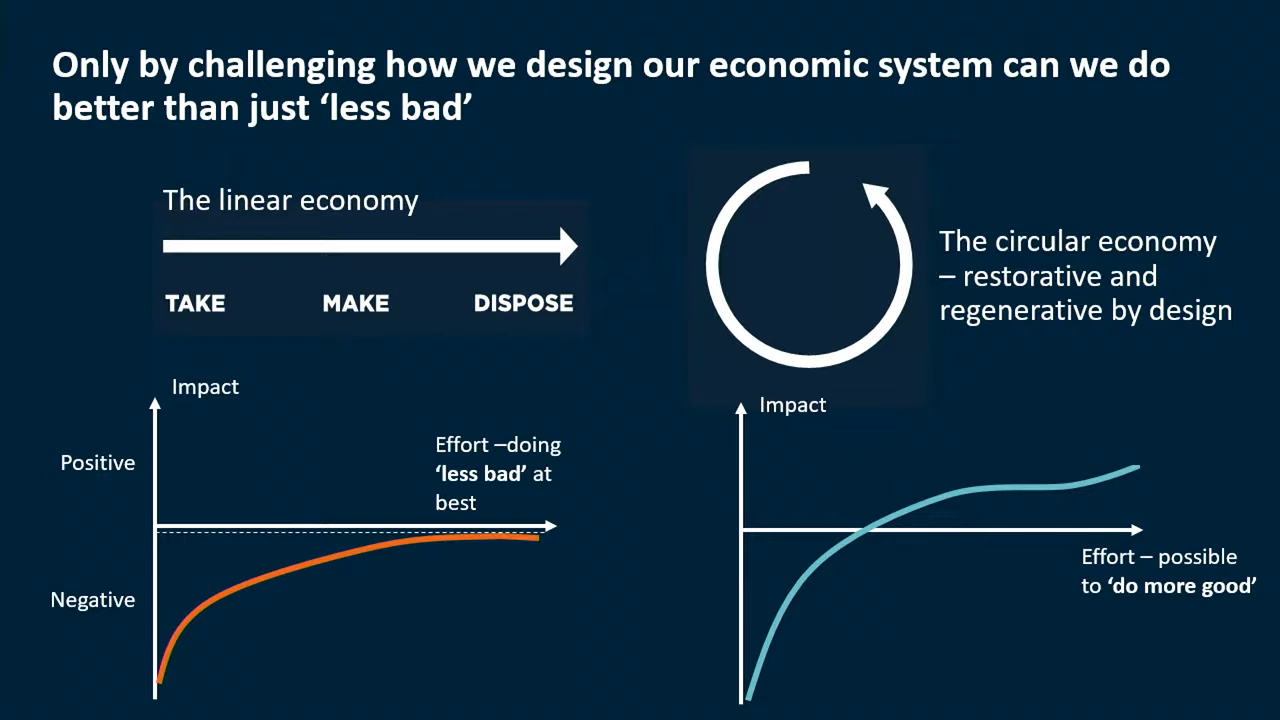 Only by challenging how we design our economic system can we do
better than just ‘less bad’
The linear economy
TAKE MAKE DISPOSE
The circular economy
– restorative and
regenerative by design
Impact
Positive
Negative
Effort –doing
‘less bad’ at
best
Impact
Effort – possible
to ‘do more good’